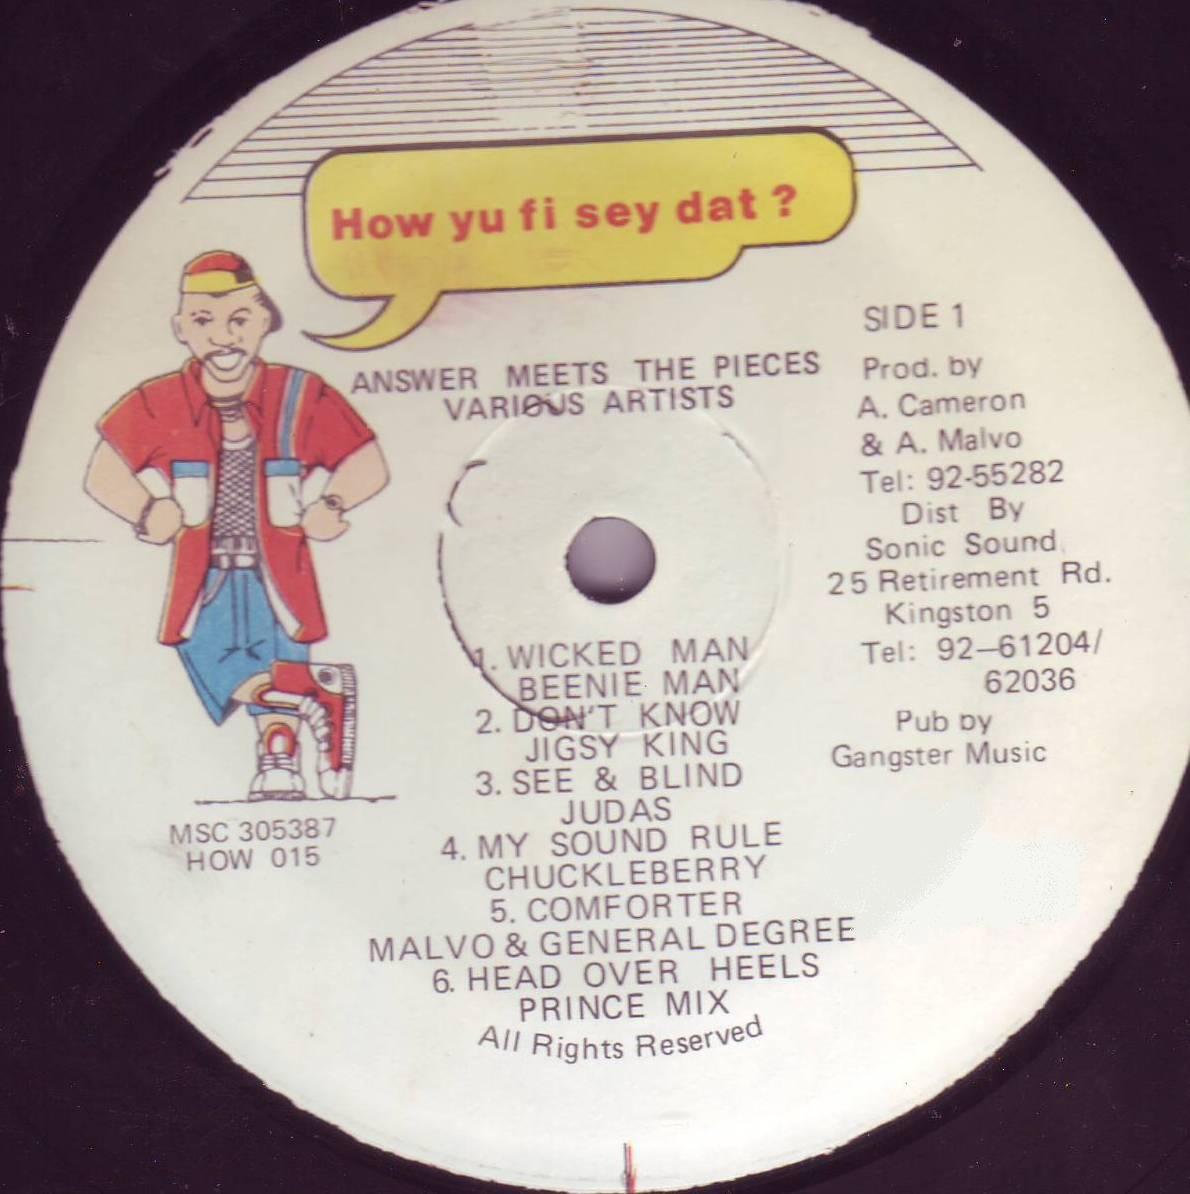 How yu fi sey dat ?
ANSWER MEETS THE PIECES
VARIOUS ARTISTS
SIDE 1
Prod. by
A. Cameron
& A. Malvo
Tel: 92-55282
Dist By
Sonic Sound
25 Retirement Rd.
Kingston 5
Tel: 92-61204/
62036
Pub by
Gangster Music
1. WICKED MAN
BEENIE MAN
2. DON'T KNOW
JIGSY KING
3. SEE & BLIND
JUDAS
4. MY SOUND RULE
CHUCKLEBERRY
5. COMFORTER
MALVO & GENERAL DEGREE
6. HEAD OVER HEELS
PRINCE MIX
All Rights Reserved
MSC 305387
HOW 015